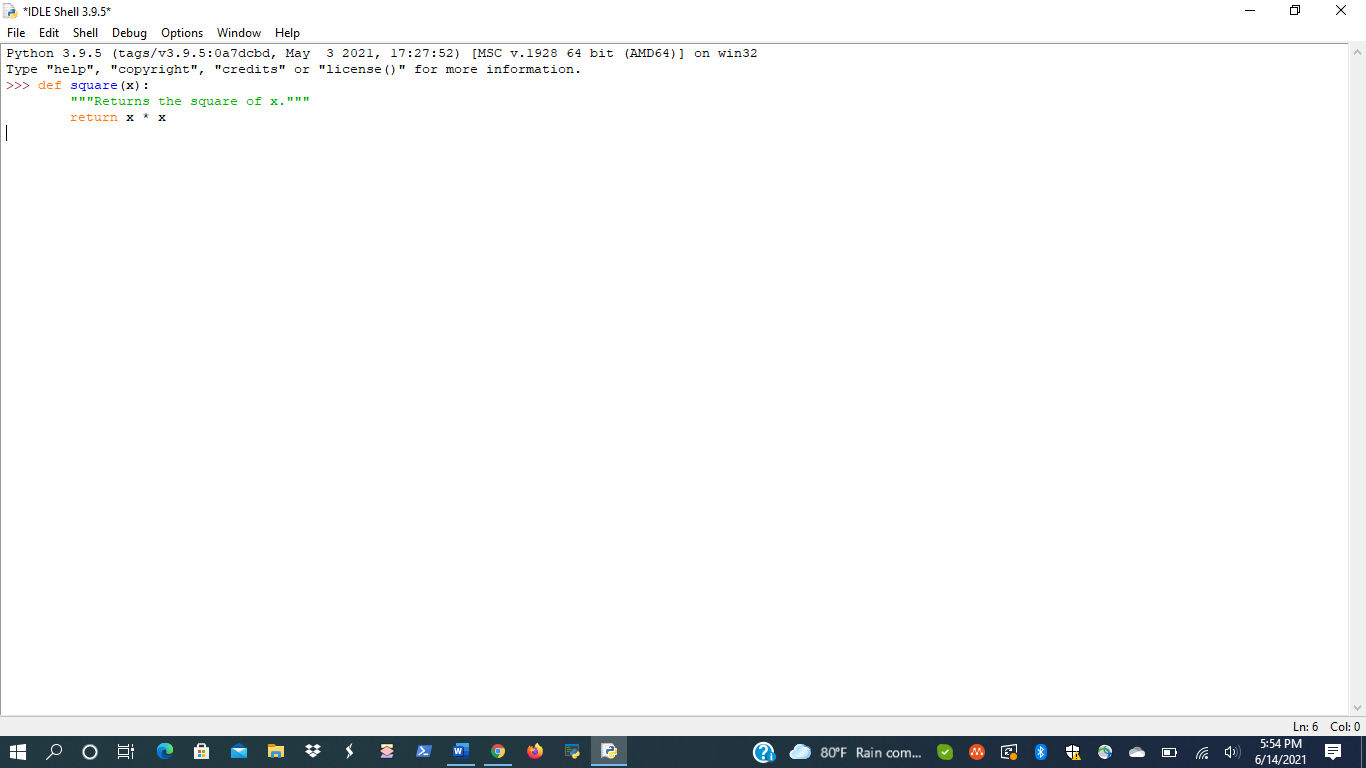 *IDLE Shell 3.9.5*
File Edit Shell Debug Options Window Help
Python 3.9.5 (tags/v3.9.5:0a7dcbd, May  3 2021, 17:27:52) [MSC v.1928 64 bit (AMD64)] on win32
Type "help", "copyright", "credits" or "license()" for more information.
>>> def square(x):
        """Returns the square of x."""
        return x * x
Ln: 6 Col: 0
80°F Rain com...
5:54 PM
6/14/2021